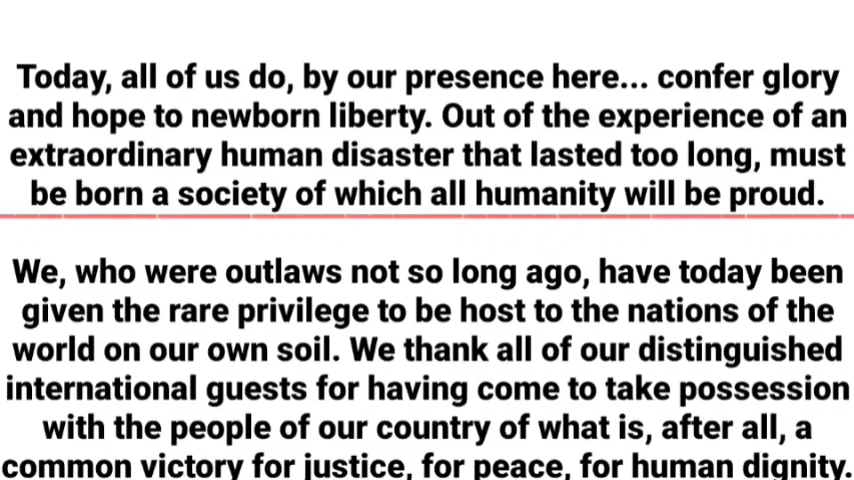 Today, all of us do, by our presence here... confer glory
and hope to newborn liberty. Out of the experience of an
extraordinary human disaster that lasted too long, must
be born a society of which all humanity will be proud.
We, who were outlaws not so long ago, have today been
given the rare privilege to be host to the nations of the
world on our own soil. We thank all of our distinguished
international guests for having come to take possession
with the people of our country of what is, after all, a
common victory for justice, for peace, for human dignity.